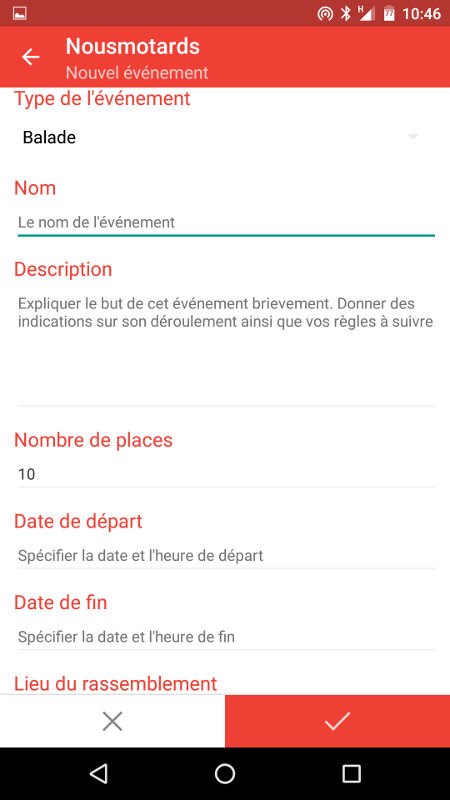 H 77 10:46
Nousmotards
Nouvel événement
Type de l'événement
Balade
Nom
Le nom de l'événement
Description
Expliquer le but de cet événement brievement. Donner des
indications sur son déroulement ainsi que vos règles à suivre
Nombre de places
10
Date de départ
Spécifier la date et l'heure de départ
Date de fin
Spécifier la date et l'heure de fin
Lieu du rassemblement